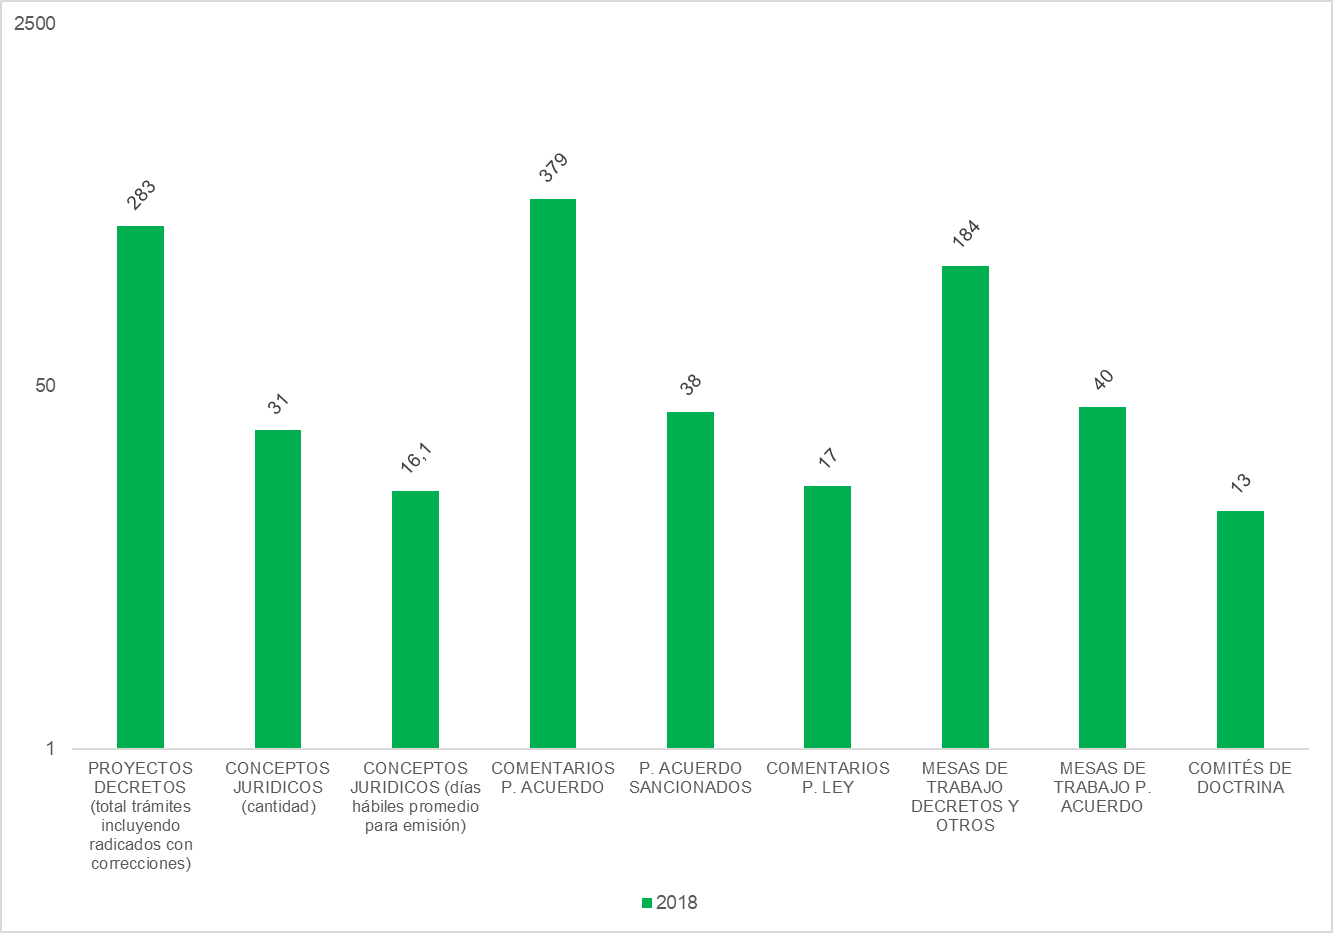 2500
50
1
283
31
16,1
379
38
17
184
40
13
PROYECTOS
DECRETOS
(total trámites
incluyendo
radicados con
correcciones)
CONCEPTOS
JURIDICOS
(cantidad)
CONCEPTOS
JURIDICOS (días
hábiles promedio
para emisión)
COMENTARIOS
P. ACUERDO
P. ACUERDO
SANCIONADOS
COMENTARIOS
P. LEY
MESAS DE
TRABAJO
DECRETOS Y
OTROS
MESAS DE
TRABAJO P.
ACUERDO
COMITÉS DE
DOCTRINA
2018